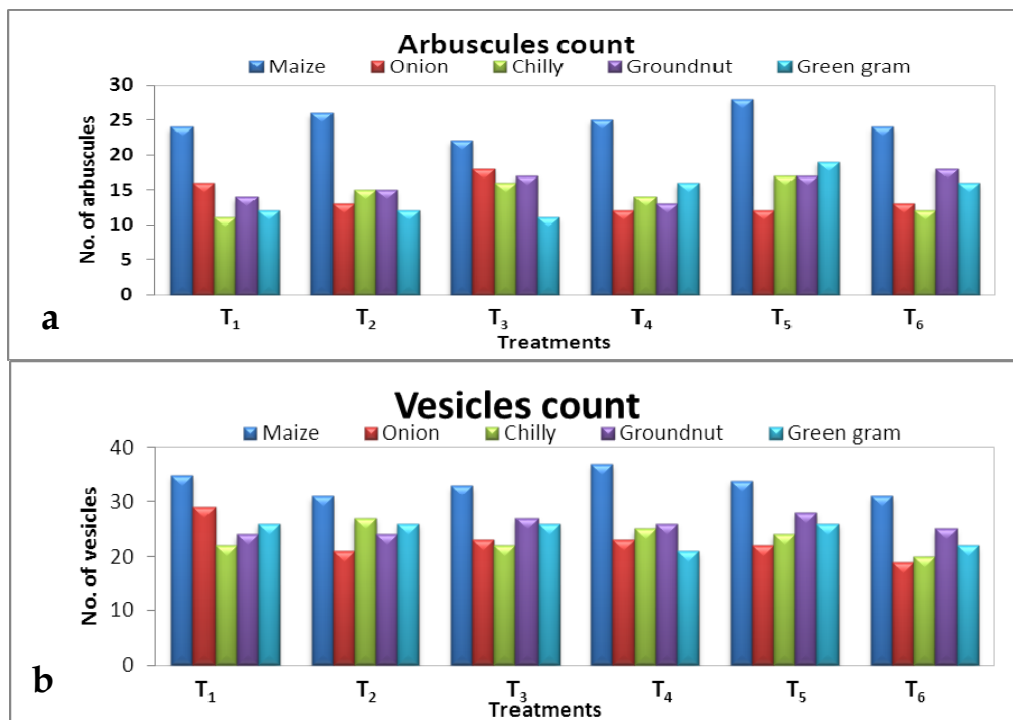 Arbuscules count
Maize Onion Chilly Groundnut Green gram
No. of arbuscules
30
25
20
15
10
5
0
T₁ T₂ T₃ T₄ T₅ T₆
Treatments
a
Vesicles count
Maize Onion Chilly Groundnut Green gram
No. of vesicles
40
30
20
10
0
T₁ T₂ T₃ T₄ T₅ T₆
Treatments
b